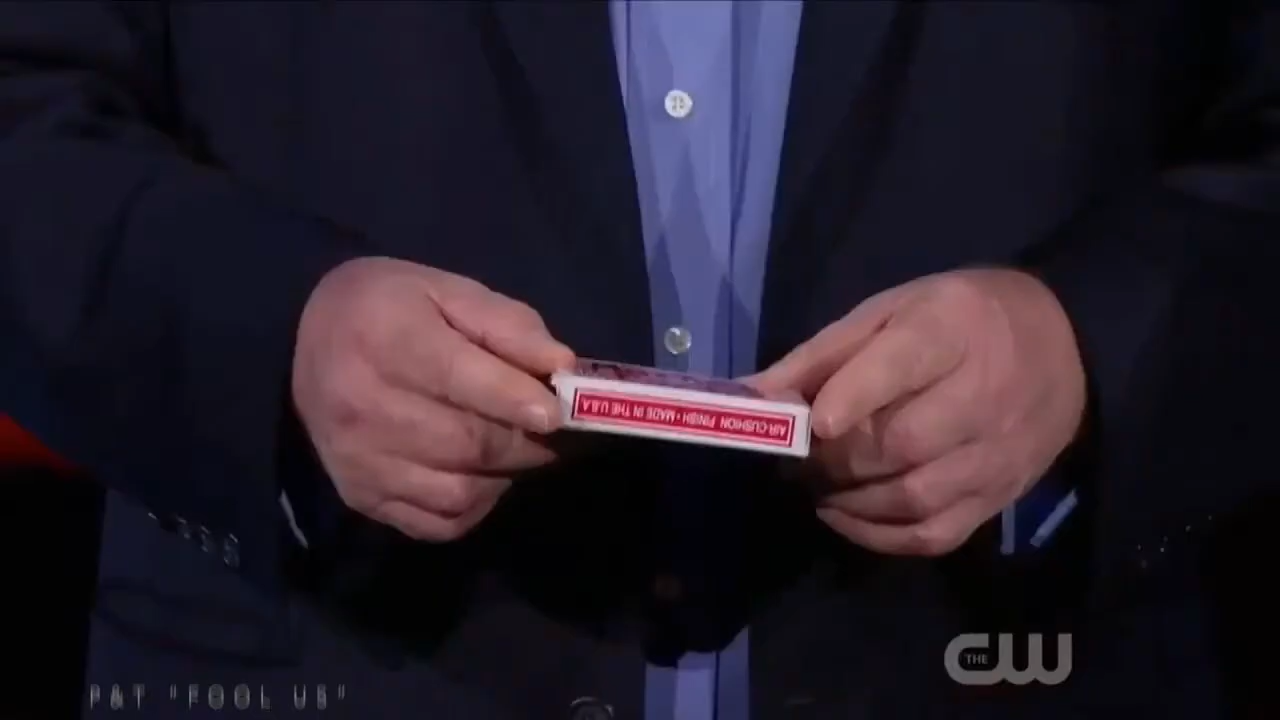 AIR-CUSHION FINISH • MADE IN THE U.S.A
THE CW
P&T "FOOL US"